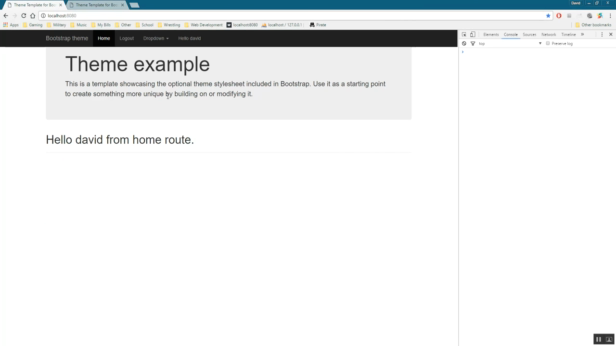 Theme Template for Bo Theme Template for Bo David
localhost:8080
Apps Gaming Military Music My Bills Other School Wrestling Web Development localhost:8080 localhost / 127.0.0.1 Pirate Other bookmarks
Elements Console Sources Network Timeline
top Preserve log
Bootstrap theme Home Logout Dropdown Hello david
Theme example
This is a template showcasing the optional theme stylesheet included in Bootstrap. Use it as a starting point
to create something more unique by building on or modifying it.
Hello david from home route.